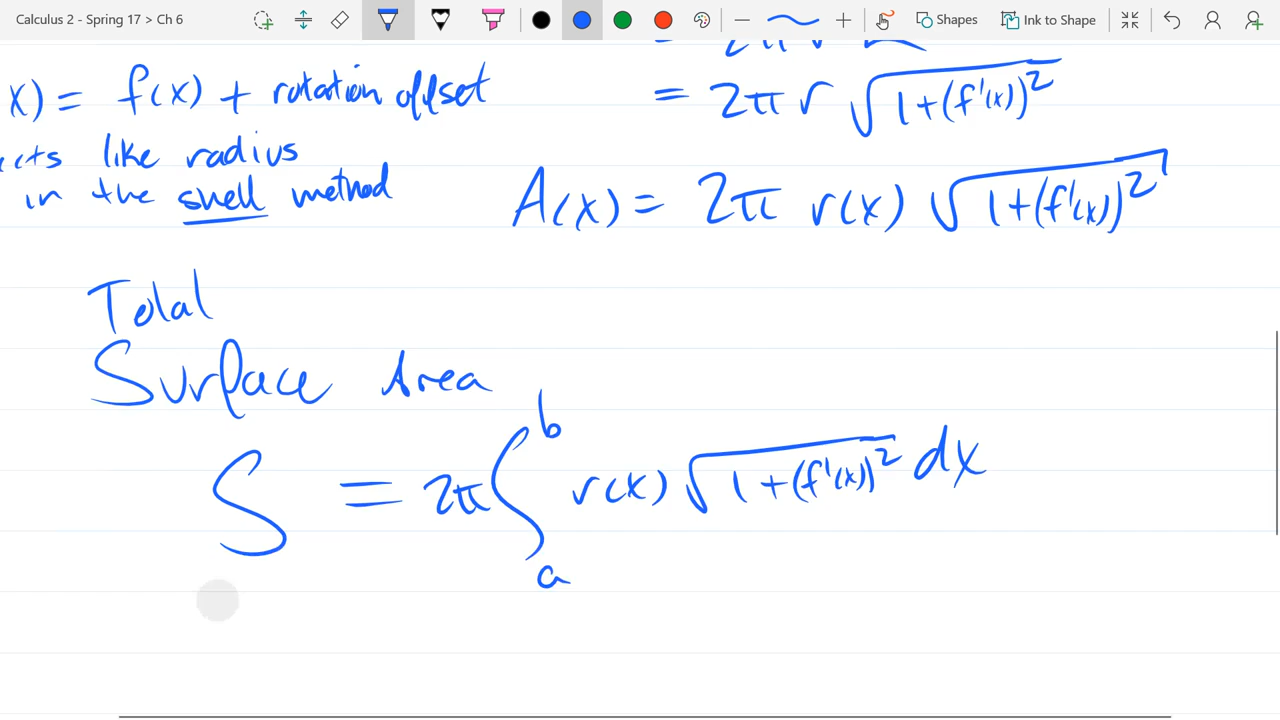 Calculus 2 - Spring 17 > Ch 6
Shapes
Ink to Shape
x) = f(x) + rotation offset
like radius
in the shell method
= 2π r √(1+(f'(x))²)
A(x) = 2π r(x) √(1+(f'(x))²)
Total
Surface Area
S = 2π ∫ₐᵇ r(x) √(1+(f'(x))²) dx